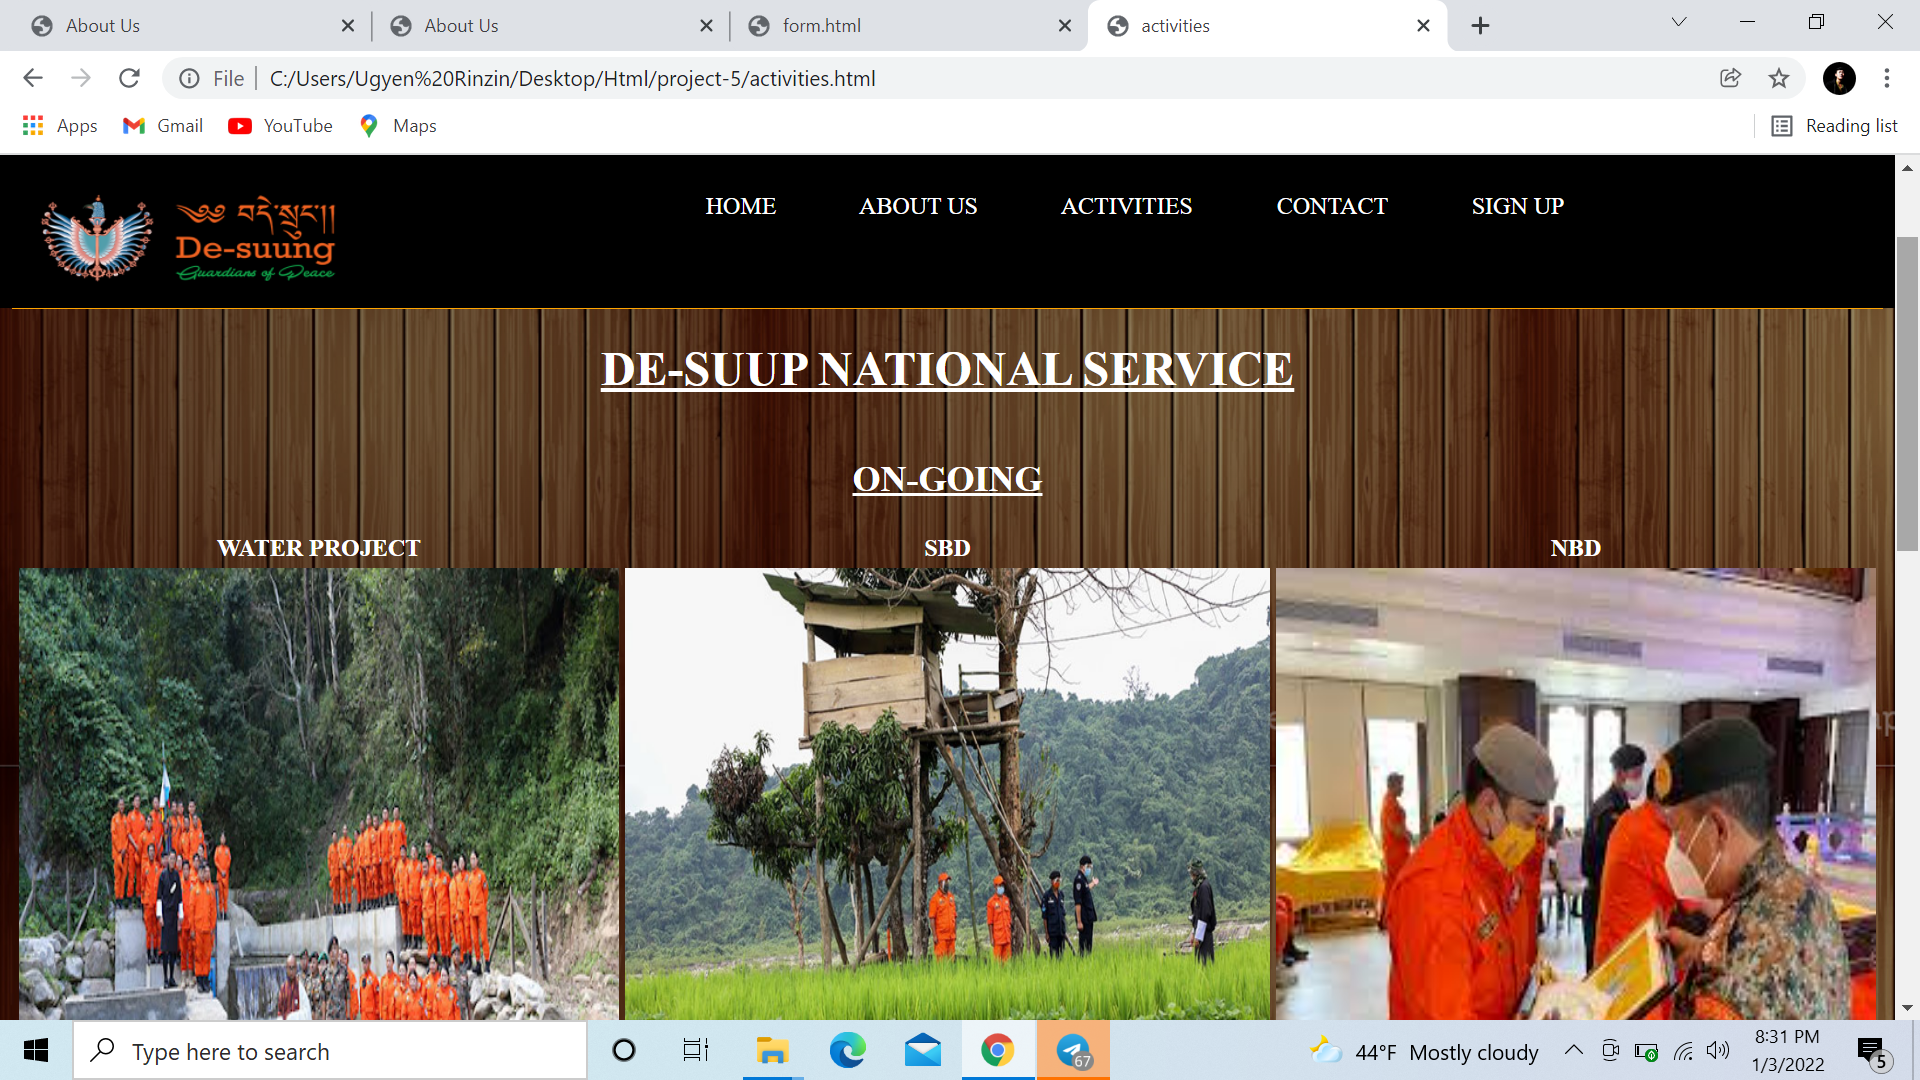 About Us
About Us
form.html
activities
File
C:/Users/Ugyen%20Rinzin/Desktop/Html/project-5/activities.html
Apps
Gmail
YouTube
Maps
Reading list
༄༅ བདེ་སྲུང་།།
De-suung
Guardians of Peace
HOME ABOUT US ACTIVITIES CONTACT SIGN UP
DE-SUUP NATIONAL SERVICE
ON-GOING
WATER PROJECT SBD NBD
Type here to search
67
44°F Mostly cloudy
8:31 PM
1/3/2022
5